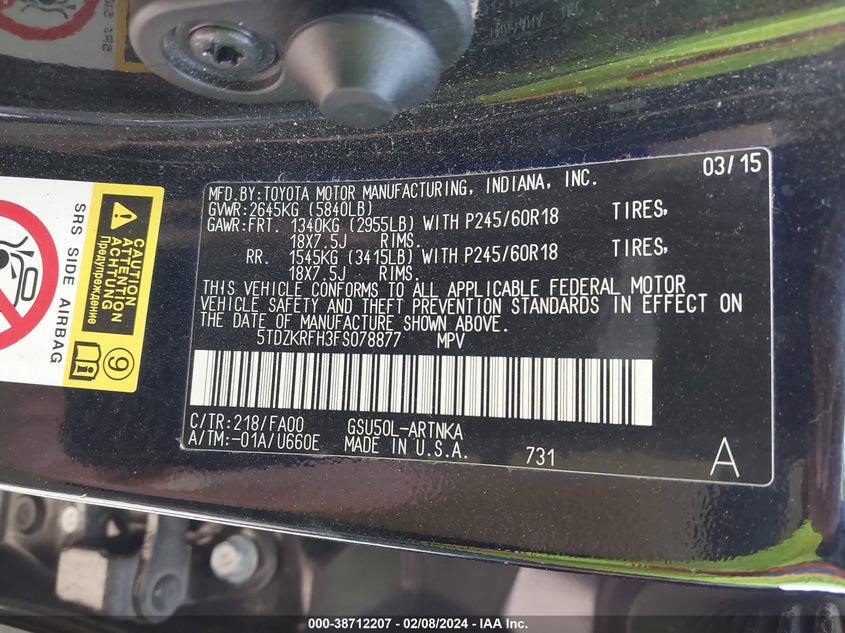 03/15
MFD.BY:TOYOTA MOTOR MANUFACTURING, INDIANA, INC.
GVWR:2645KG (5840LB)
GAWR:FRT. 1340KG (2955LB) WITH P245/60R18 TIRES,
18X7.5J RIMS.
RR. 1545KG (3415LB) WITH P245/60R18 TIRES,
18X7.5J RIMS.
THIS VEHICLE CONFORMS TO ALL APPLICABLE FEDERAL MOTOR
VEHICLE SAFETY AND THEFT PREVENTION STANDARDS IN EFFECT ON
THE DATE OF MANUFACTURE SHOWN ABOVE.
5TDZKRFH3FS078877 MPV
C/TR:218/FA00 GSU50L-ARTNKA
A/TM:-01A/U660E MADE IN U.S.A. 731 A
SRS SIDE AIRBAG
CAUTION
ATTENTION
ACHTUNG
Предупреждение
9
000-38712207 - 02/08/2024 - IAA Inc.